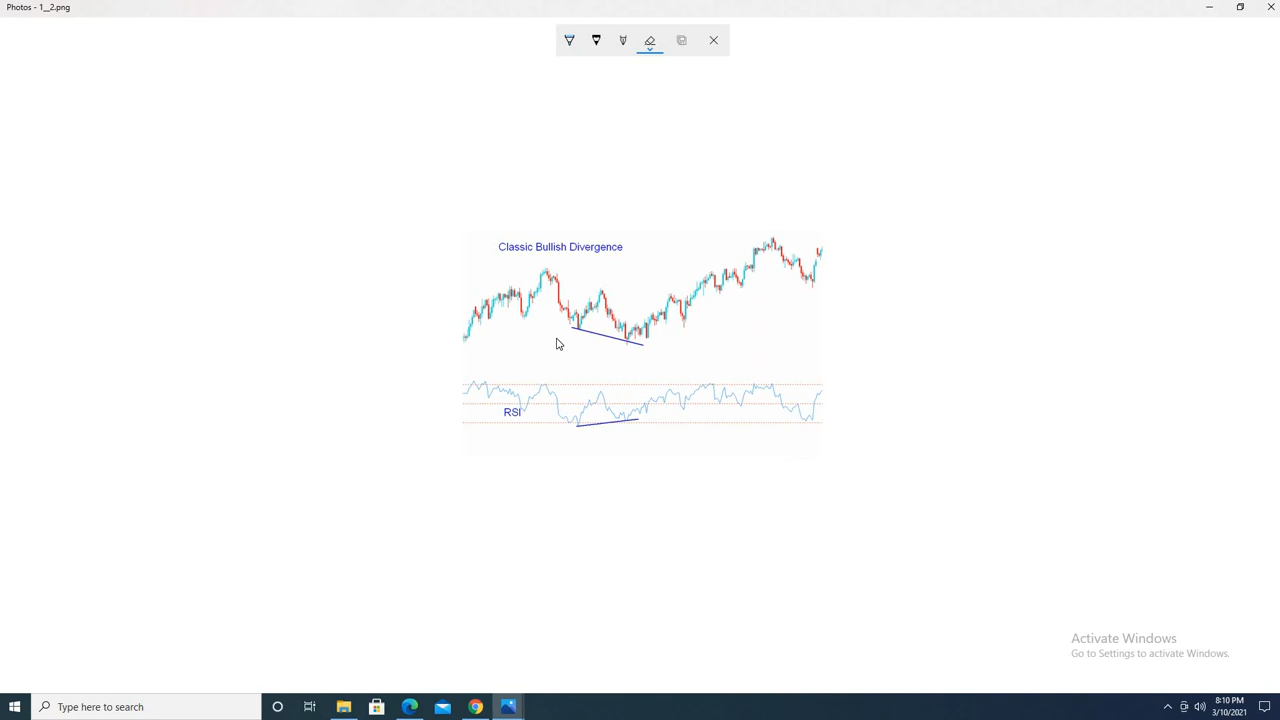 Photos - 1__2.png
Classic Bullish Divergence
RSI
Activate Windows
Go to Settings to activate Windows.
Type here to search
8:10 PM
3/10/2021